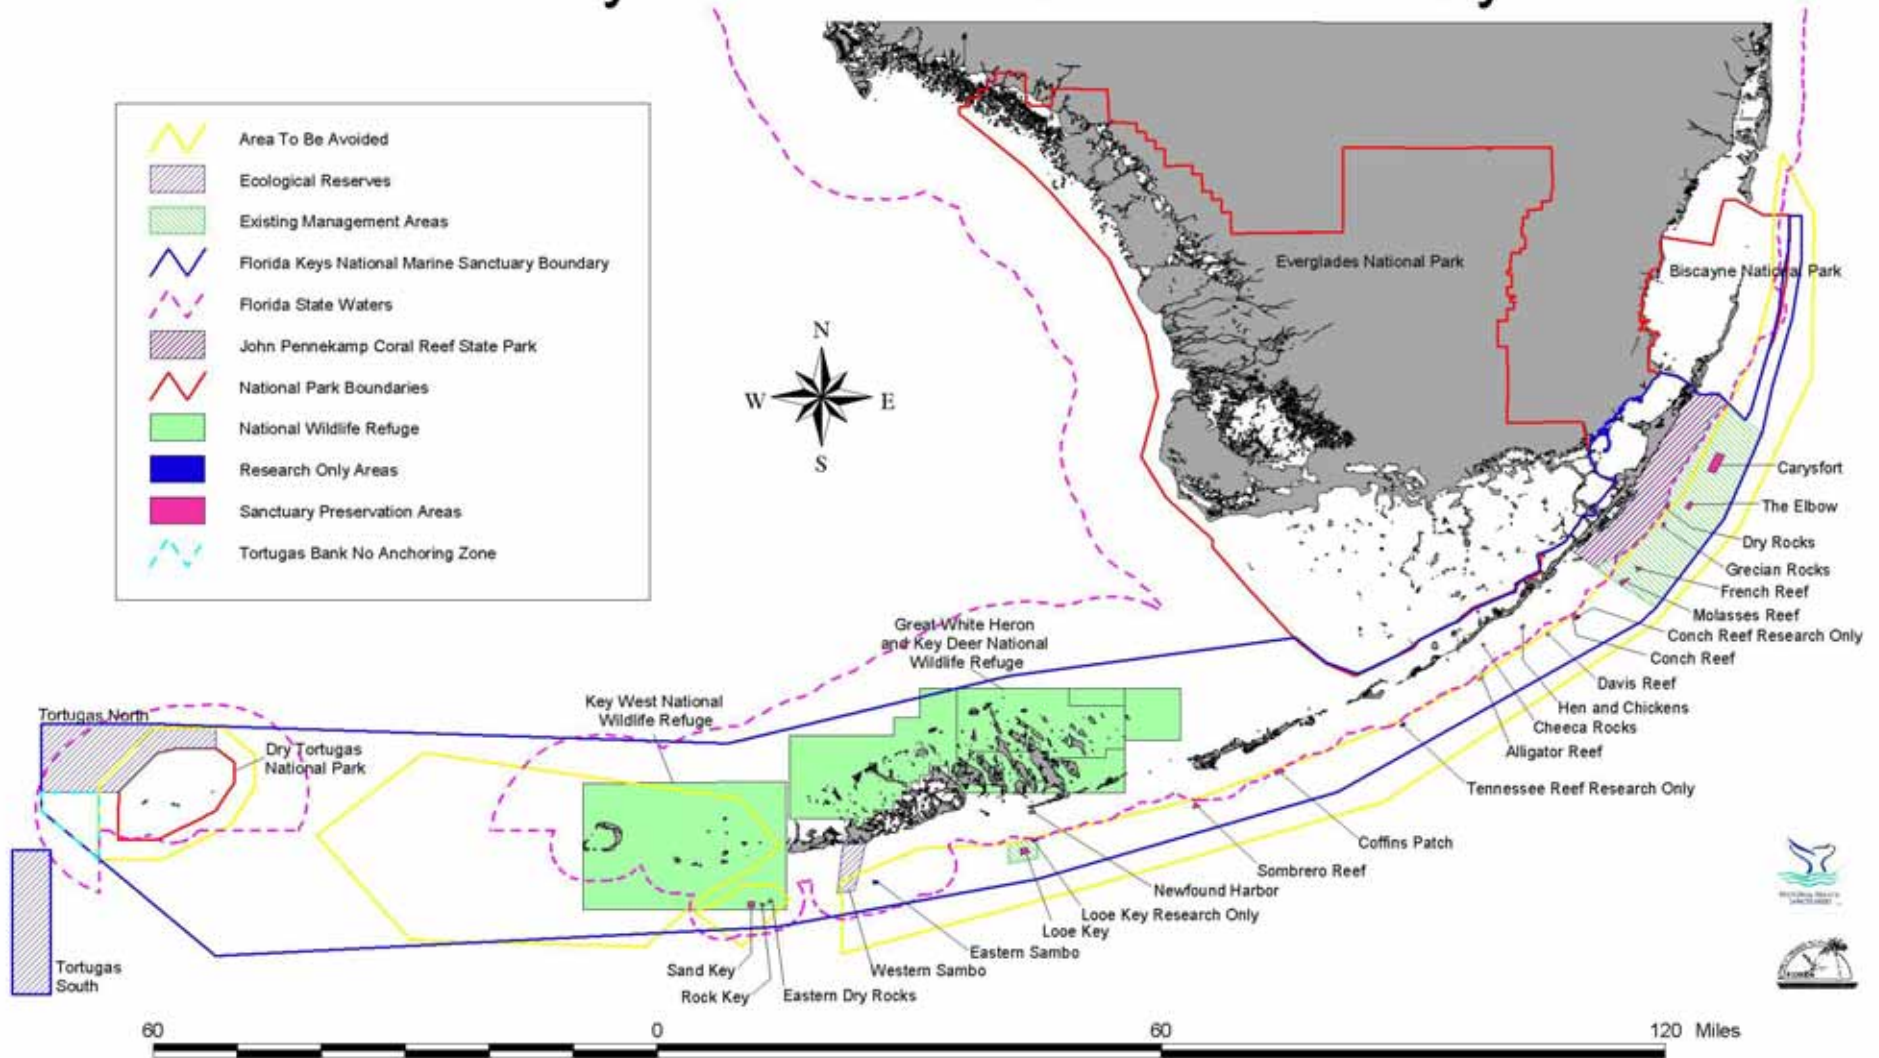 Area To Be Avoided
Ecological Reserves
Existing Management Areas
Florida Keys National Marine Sanctuary Boundary
Florida State Waters
John Pennekamp Coral Reef State Park
National Park Boundaries
National Wildlife Refuge
Research Only Areas
Sanctuary Preservation Areas
Tortugas Bank No Anchoring Zone
N
W
E
S
Everglades National Park
Biscayne National Park
Carysfort
The Elbow
Dry Rocks
Grecian Rocks
French Reef
Molasses Reef
Conch Reef Research Only
Conch Reef
Davis Reef
Hen and Chickens
Cheeca Rocks
Alligator Reef
Tennessee Reef Research Only
Coffins Patch
Sombrero Reef
Newfound Harbor
Looe Key Research Only
Looe Key
Eastern Sambo
Western Sambo
Eastern Dry Rocks
Rock Key
Sand Key
Great White Heron
and Key Deer National
Wildlife Refuge
Key West National
Wildlife Refuge
Tortugas North
Dry Tortugas
National Park
Tortugas
South
60
0
60
120 Miles